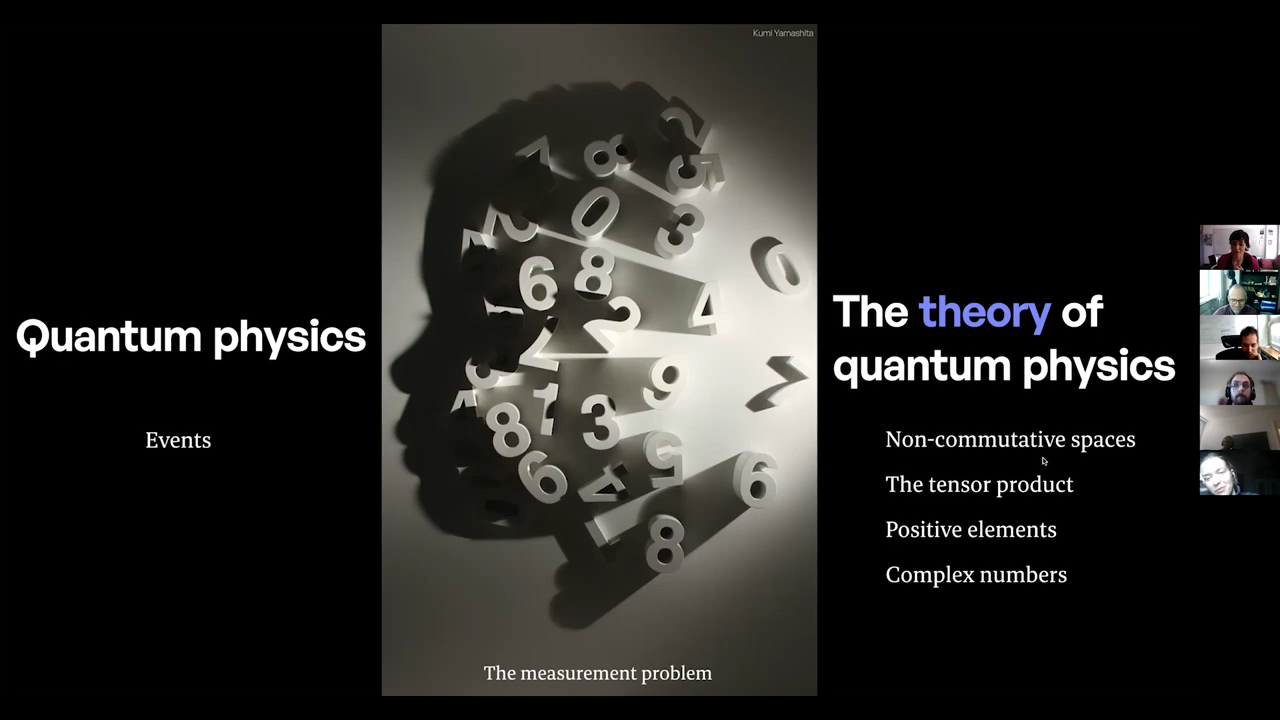 Kumi Yamashita
Quantum physics
Events
The measurement problem
The theory of
quantum physics
Non-commutative spaces
The tensor product
Positive elements
Complex numbers